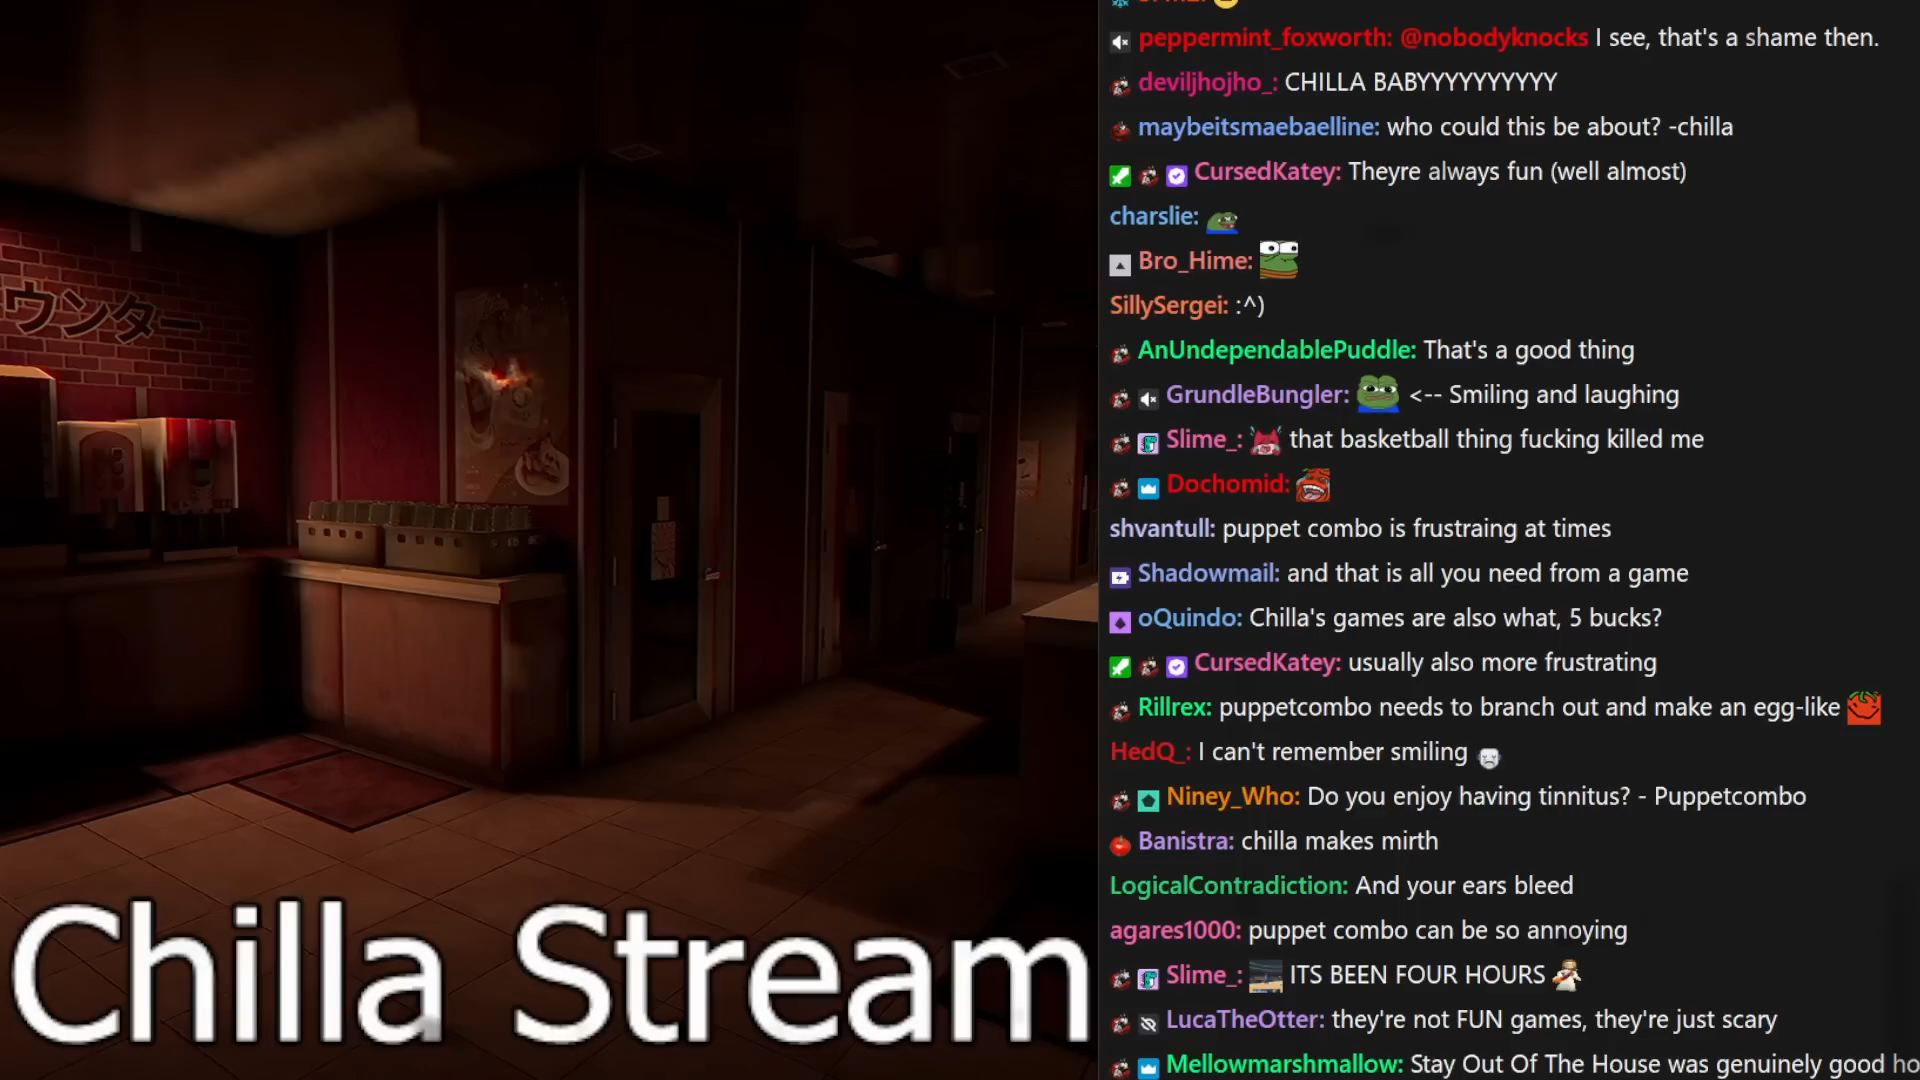 peppermint_foxworth: @nobodyknocks I see, that's a shame then.
deviljhojho_: CHILLA BABYYYYYYYYYY
maybeitsmaebaelline: who could this be about? -chilla
CursedKatey: Theyre always fun (well almost)
charslie:
Bro_Hime:
SillySergei: :^)
AnUndependablePuddle: That's a good thing
GrundleBungler: <-- Smiling and laughing
Slime_: that basketball thing fucking killed me
Dochomid:
shvantull: puppet combo is frustraing at times
Shadowmail: and that is all you need from a game
oQuindo: Chilla's games are also what, 5 bucks?
CursedKatey: usually also more frustrating
Rillrex: puppetcombo needs to branch out and make an egg-like
HedQ_: I can't remember smiling
Niney_Who: Do you enjoy having tinnitus? - Puppetcombo
Banistra: chilla makes mirth
LogicalContradiction: And your ears bleed
agares1000: puppet combo can be so annoying
Slime_: ITS BEEN FOUR HOURS
LucaTheOtter: they're not FUN games, they're just scary
Mellowmarshmallow: Stay Out Of The House was genuinely good ho
ウンター
Chilla Stream